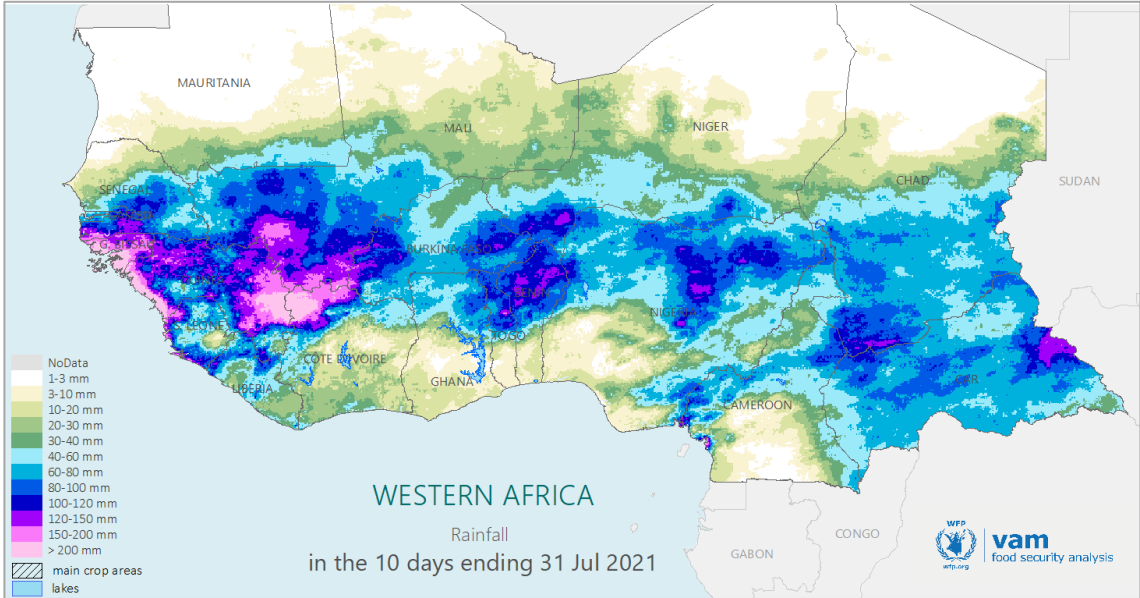 MAURITANIA
MALI
NIGER
CHAD
SUDAN
SENEGAL
BURKINA FASO
NIGERIA
LEONE
TOGO
COTE D'IVOIRE
GHANA
LIBERIA
CAR
CAMEROON
GABON
CONGO
NoData
1-3 mm
3-10 mm
10-20 mm
20-30 mm
30-40 mm
40-60 mm
60-80 mm
80-100 mm
100-120 mm
120-150 mm
150-200 mm
> 200 mm
main crop areas
lakes
WESTERN AFRICA
Rainfall
in the 10 days ending 31 Jul 2021
WFP
wfp.org
vam
food security analysis